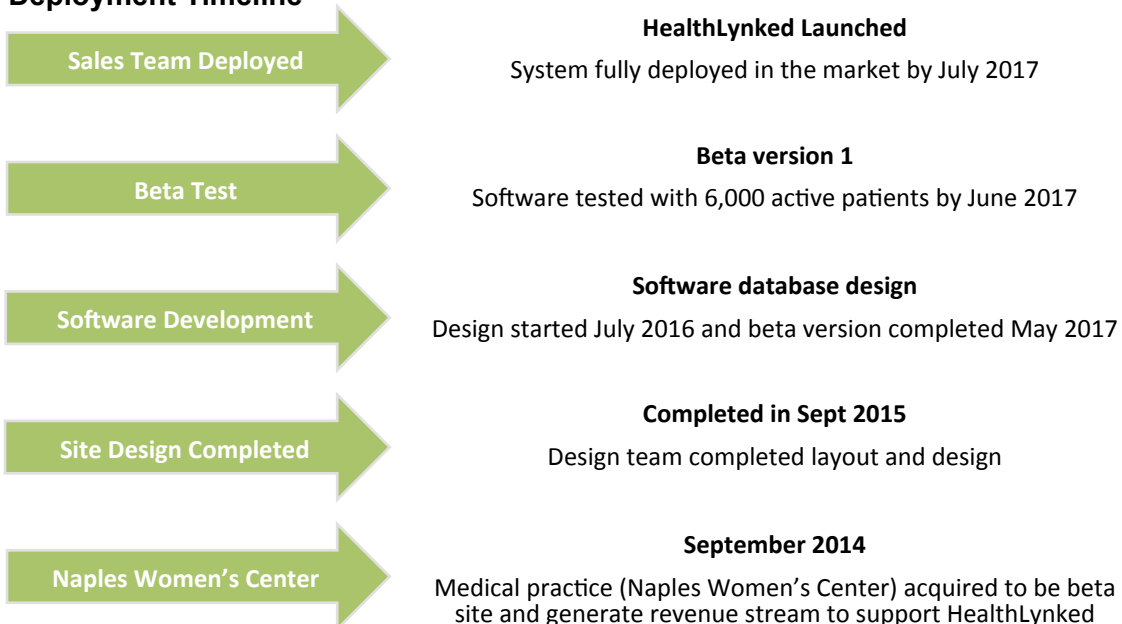 Deployment Timeline
Sales Team Deployed
HealthLynked Launched
System fully deployed in the market by July 2017
Beta Test
Beta version 1
Software tested with 6,000 active patients by June 2017
Software Development
Software database design
Design started July 2016 and beta version completed May 2017
Site Design Completed
Completed in Sept 2015
Design team completed layout and design
Naples Women’s Center
September 2014
Medical practice (Naples Women’s Center) acquired to be beta
site and generate revenue stream to support HealthLynked